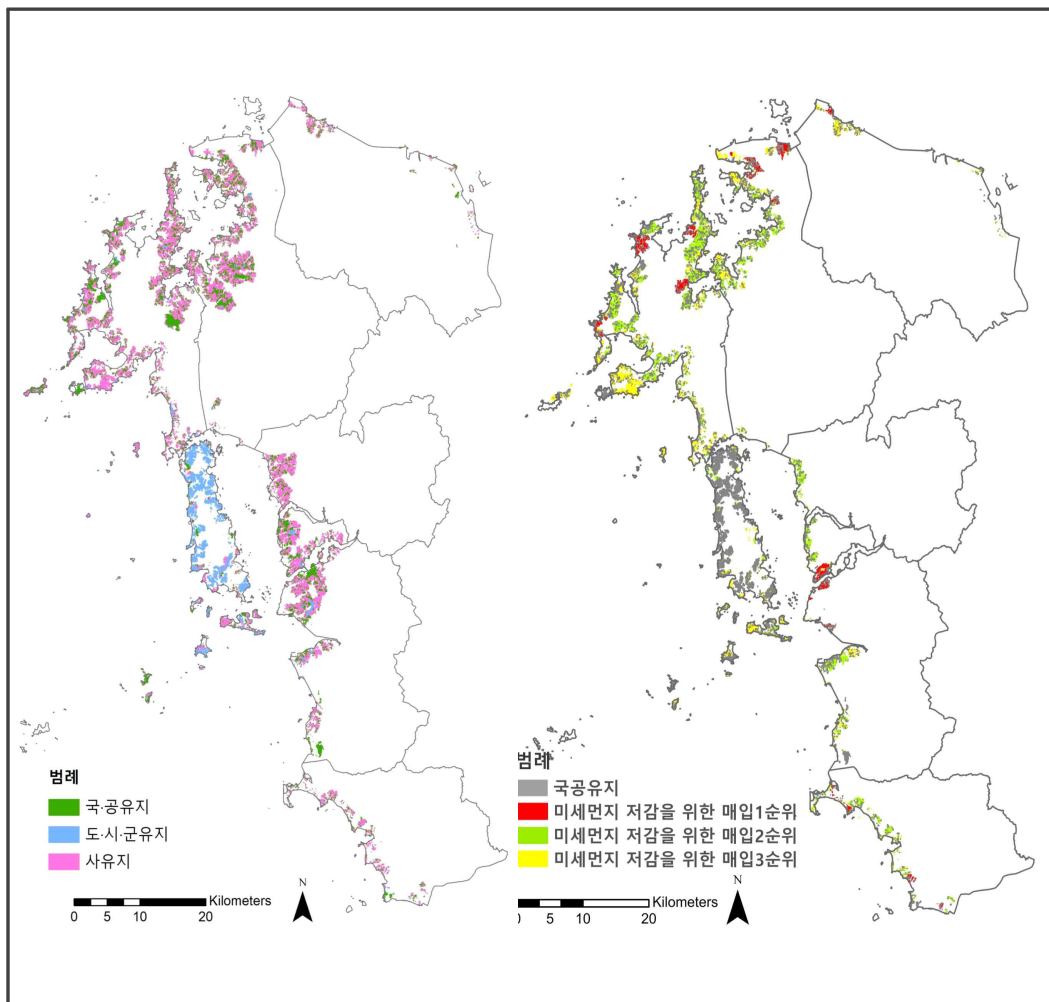 범례
국·공유지
도·시·군유지
사유지
N
Kilometers
0 5 10 20
범례
국공유지
미세먼지 저감을 위한 매입1순위
미세먼지 저감을 위한 매입2순위
미세먼지 저감을 위한 매입3순위
N
Kilometers
0 5 10 20